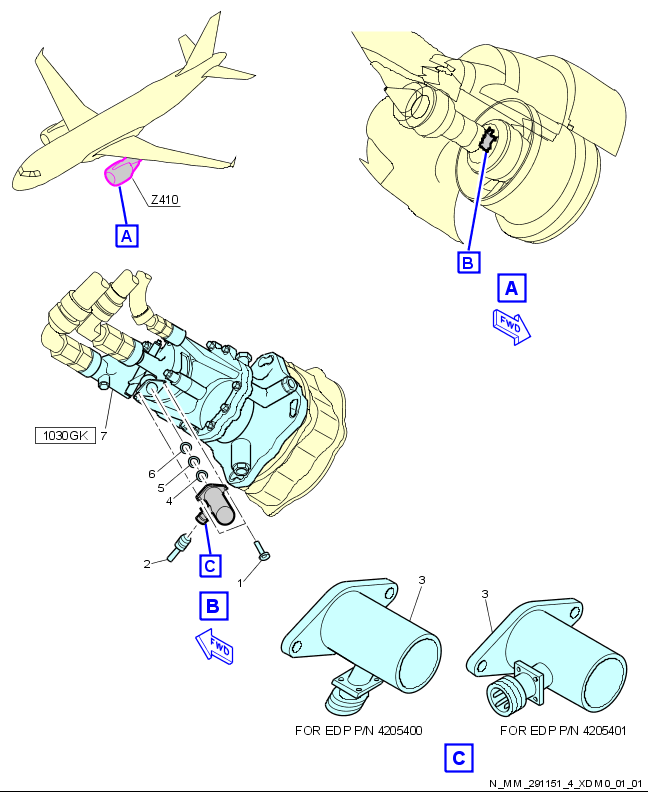 Z410
A
B
A
FWD
1030GK 7
6
5
4
2
C
1
B
FWD
3
3
FOR EDP P/N 4205400
FOR EDP P/N 4205401
C
N_MM_291151_4_XDM0_01_01